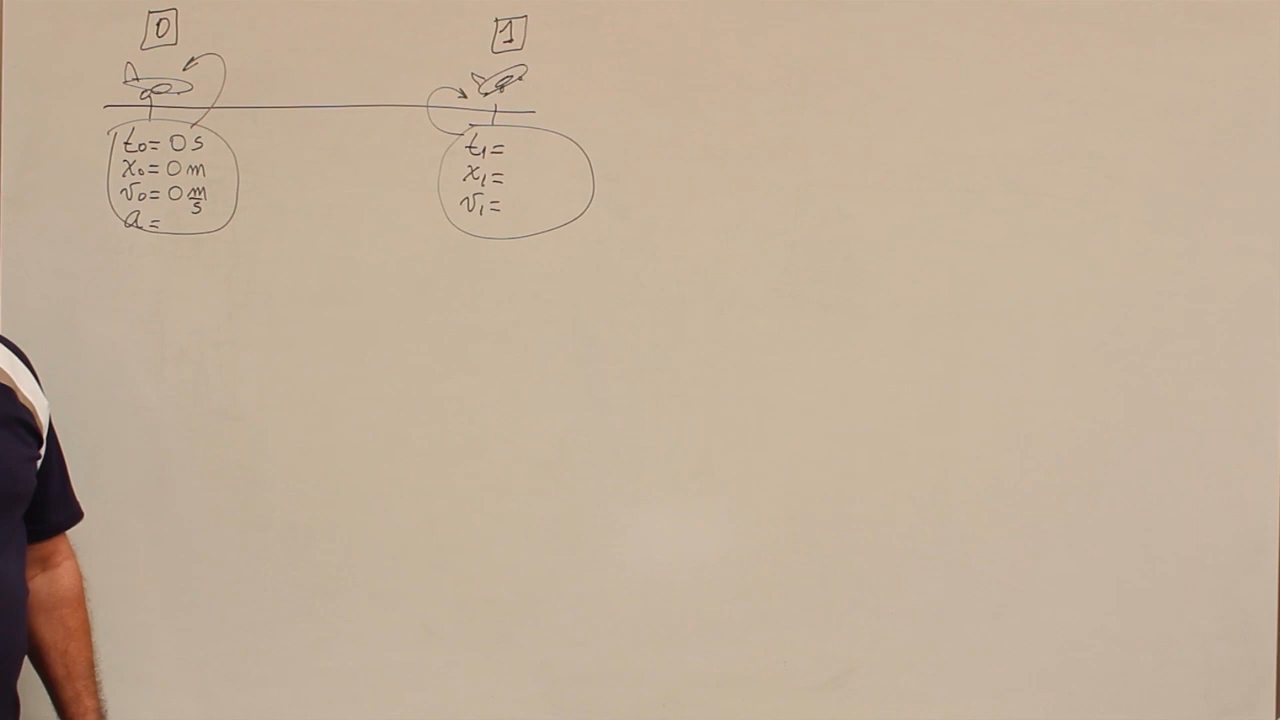 0
1
t₀ = 0 s
x₀ = 0 m
v₀ = 0 m/s
a =
t₁ =
x₁ =
v₁ =